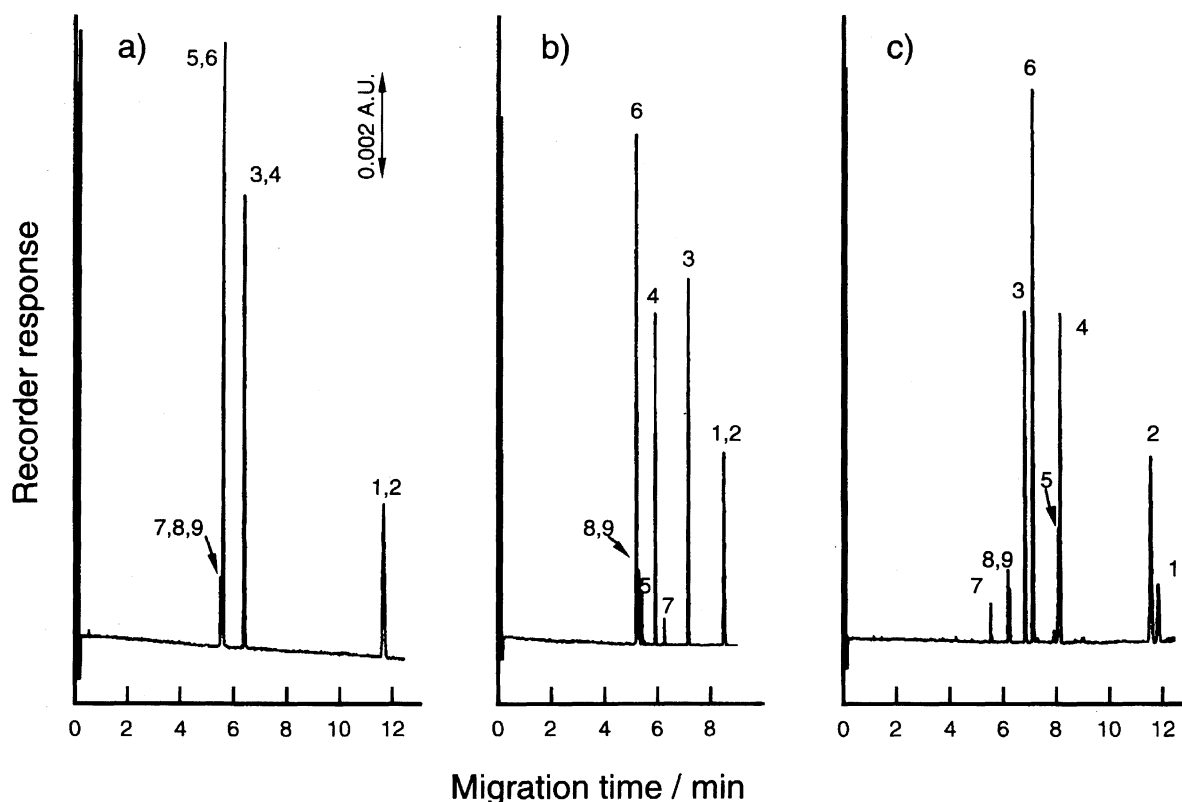 a)
5,6
3,4
0.002 A.U.
7,8,9
1,2
0 2 4 6 8 10 12
b)
6
4
3
1,2
8,9
5
7
0 2 4 6 8
c)
6
3
4
5
2
8,9
7
1
0 2 4 6 8 10 12
Recorder response
Migration time / min